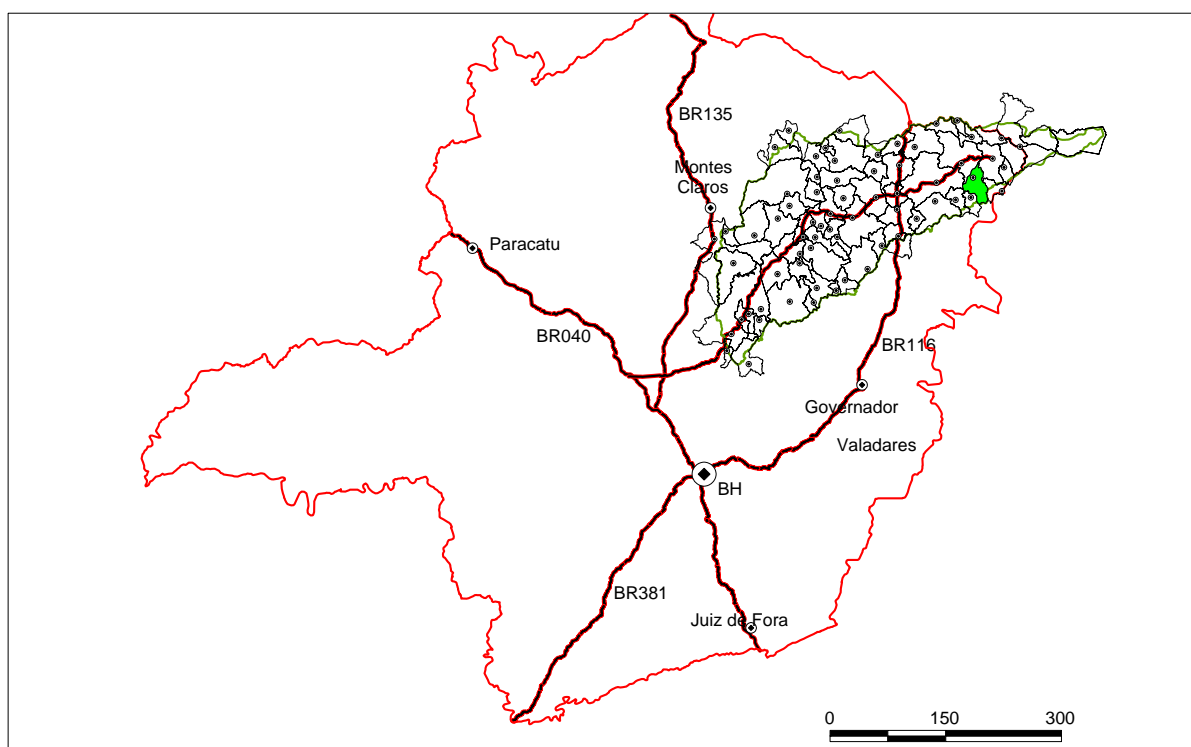 BR135
Montes
Claros
Paracatu
BR040
BR116
Governador
Valadares
BH
BR381
Juiz de Fora
0 150 300